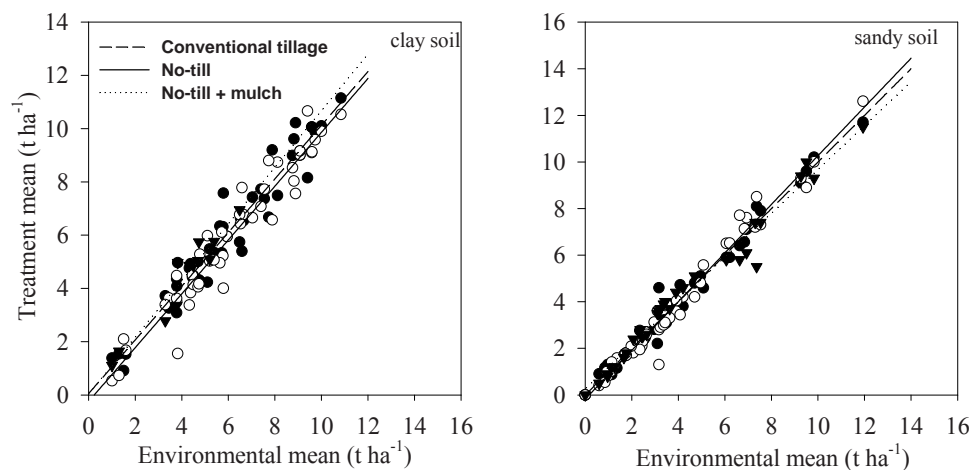 14
12
10
8
6
4
2
0
Treatment mean (t ha⁻¹)
Conventional tillage
No-till
No-till + mulch
clay soil
0 2 4 6 8 10 12 14 16
Environmental mean (t ha⁻¹)
16
14
12
10
8
6
4
2
0
sandy soil
0 2 4 6 8 10 12 14 16
Environmental mean (t ha⁻¹)